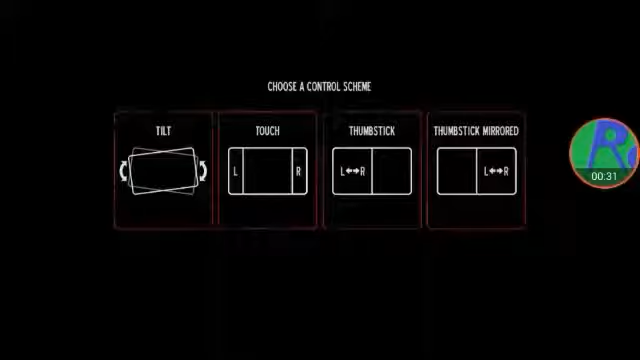 CHOOSE A CONTROL SCHEME
TILT
TOUCH
THUMBSTICK
THUMBSTICK MIRRORED
L
R
L R
L R
R
00:31